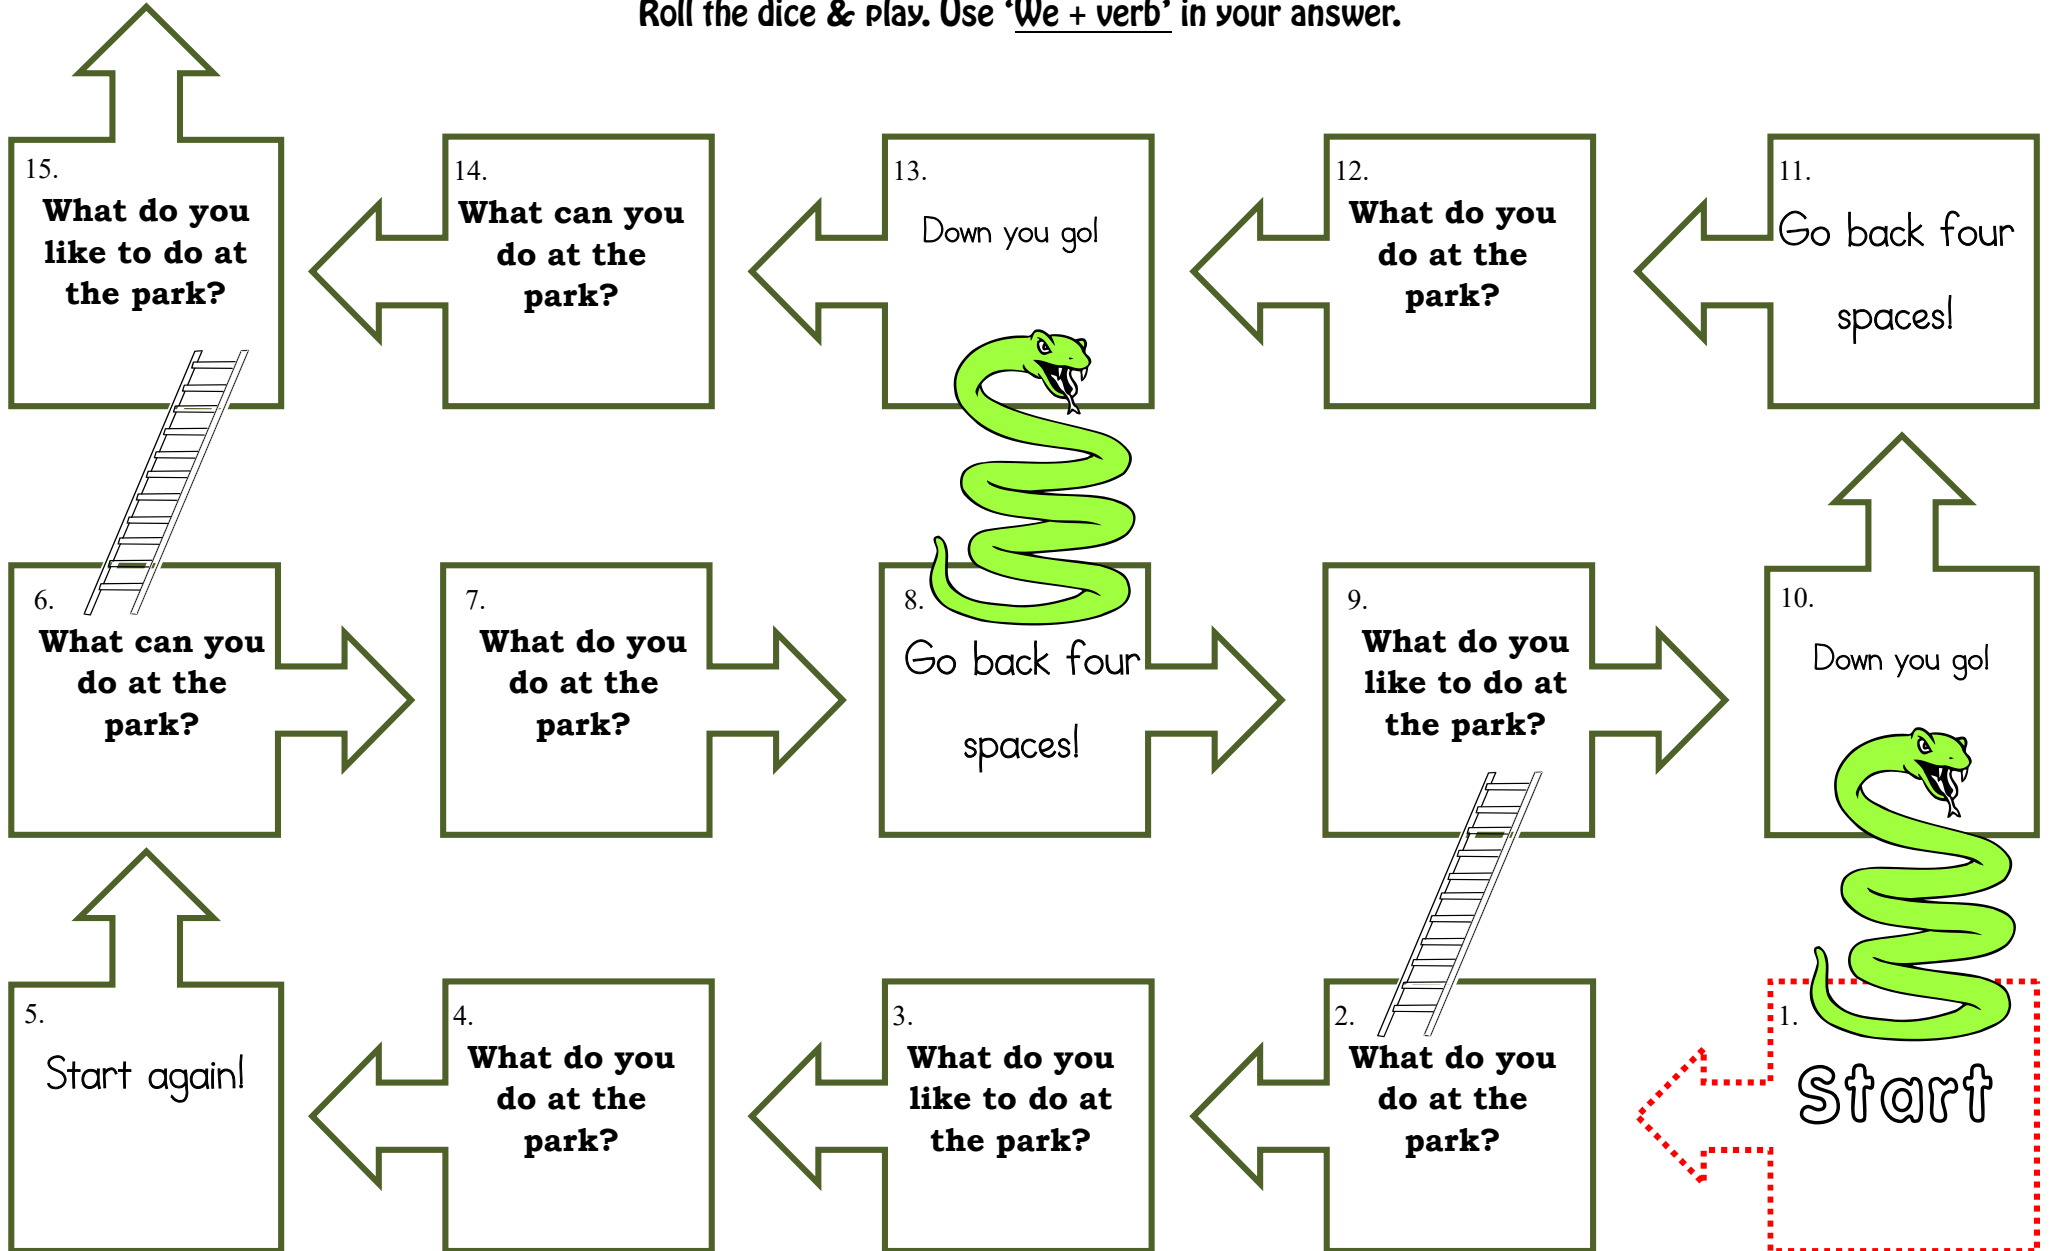 Roll the dice & play. Use ‘We + verb’ in your answer.
15.
What do you
like to do at
the park?
14.
What can you
do at the
park?
13.
Down you go!
12.
What do you
do at the
park?
11.
Go back four
spaces!
6.
What can you
do at the
park?
7.
What do you
do at the
park?
8.
Go back four
spaces!
9.
What do you
like to do at
the park?
10.
Down you go!
5.
Start again!
4.
What do you
do at the
park?
3.
What do you
like to do at
the park?
2.
What do you
do at the
park?
1.
Start